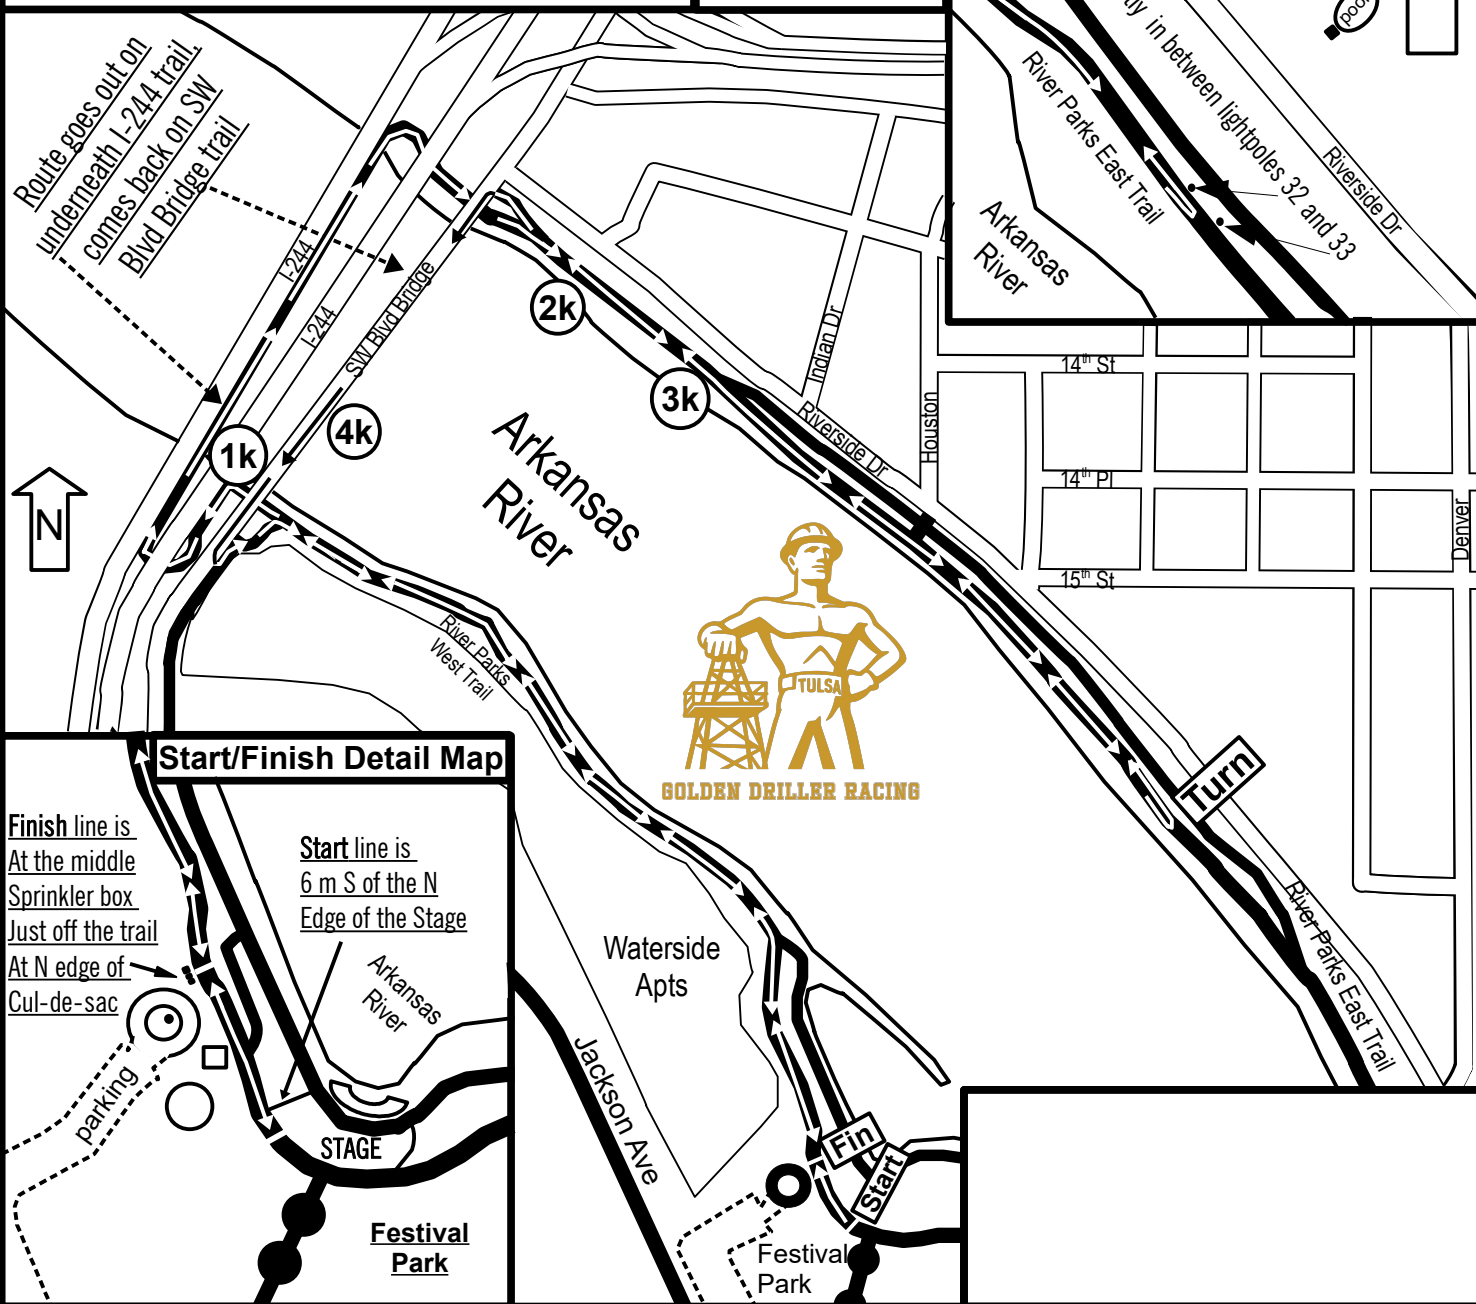 Route goes out on
underneath I-244 trail,
comes back on SW
Blvd Bridge trail
I-244
I-244
SW Blvd Bridge
1k
4k
2k
3k
N
Arkansas
River
River Parks
West Trail
Indian Dr
Houston
Riverside Dr
14th St
14th Pl
15th St
Denver
in between lightpoles 32 and 33
River Parks East Trail
Riverside Dr
Arkansas
River
TULSA
GOLDEN DRILLER RACING
Turn
River Parks East Trail
Waterside
Apts
Jackson Ave
Fin
Start
Festival
Park
Start/Finish Detail Map
Finish line is
At the middle
Sprinkler box
Just off the trail
At N edge of
Cul-de-sac
Start line is
6 m S of the N
Edge of the Stage
Arkansas
River
parking
STAGE
Festival
Park